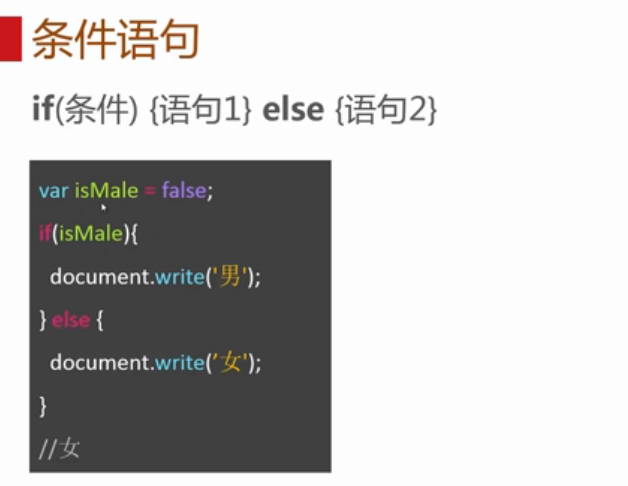 条件语句
if(条件) {语句1} else {语句2}
var isMale = false;
if(isMale){
document.write('男');
} else {
document.write('女');
}
//女